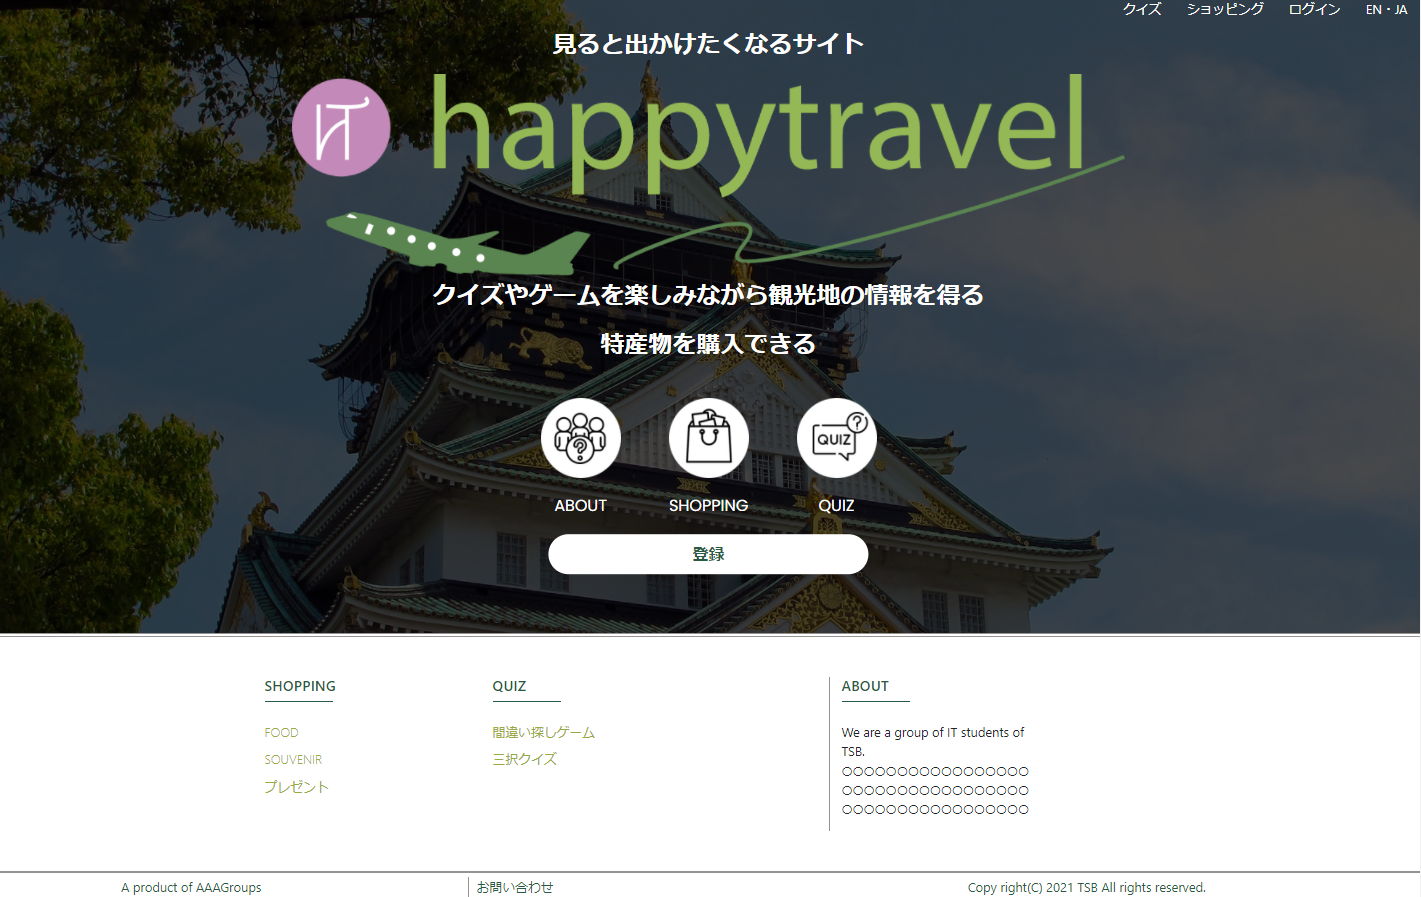 クイズ ショッピング ログイン EN・JA
見ると出かけたくなるサイト
happytravel
クイズやゲームを楽しみながら観光地の情報を得る
特産物を購入できる
QUIZ
ABOUT SHOPPING QUIZ
登録
SHOPPING
FOOD
SOUVENIR
プレゼント
QUIZ
間違い探しゲーム
三択クイズ
ABOUT
We are a group of IT students of
TSB.
〇〇〇〇〇〇〇〇〇〇〇〇〇〇〇〇〇
〇〇〇〇〇〇〇〇〇〇〇〇〇〇〇〇〇
〇〇〇〇〇〇〇〇〇〇〇〇〇〇〇〇〇
A product of AAAGroups
お問い合わせ
Copy right(C) 2021 TSB All rights reserved.